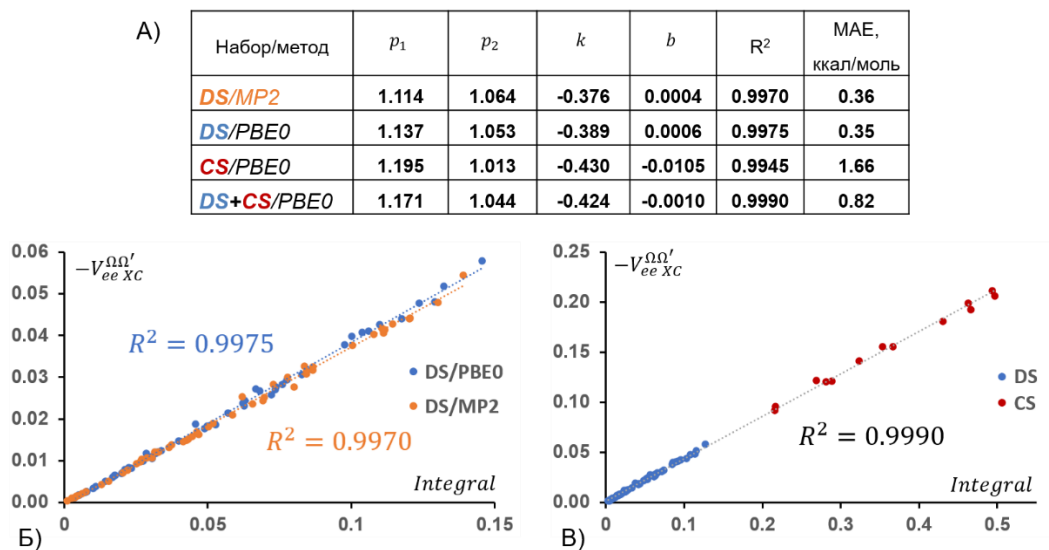 А)
Набор/метод p₁ p₂ k b R² MAE, ккал/моль
DS/MP2 1.114 1.064 -0.376 0.0004 0.9970 0.36
DS/PBE0 1.137 1.053 -0.389 0.0006 0.9975 0.35
CS/PBE0 1.195 1.013 -0.430 -0.0105 0.9945 1.66
DS+CS/PBE0 1.171 1.044 -0.424 -0.0010 0.9990 0.82
0.06
0.05
0.04
0.03
0.02
0.01
0.00
−V_{ee XC}^{ΩΩ′}
R² = 0.9975
DS/PBE0
DS/MP2
R² = 0.9970
Integral
0 0.05 0.1 0.15
Б)
0.25
0.20
0.15
0.10
0.05
0.00
−V_{ee XC}^{ΩΩ′}
DS
CS
R² = 0.9990
Integral
0 0.1 0.2 0.3 0.4 0.5
В)